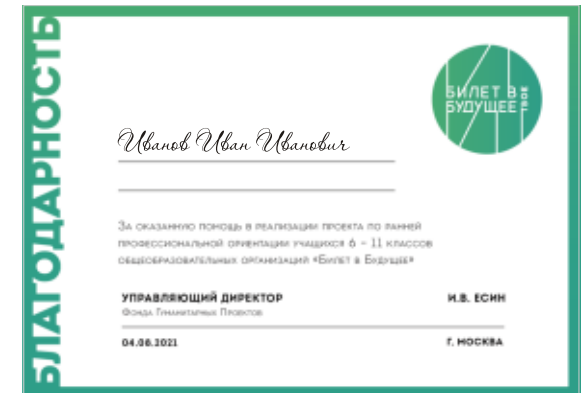 БЛАГОДАРНОСТЬ
БИЛЕТ В
БУДУЩЕЕ
ТВОЕ
Иванов Иван Иванович
За оказанную помощь в реализации проекта по ранней
профессиональной ориентации учащихся 6 – 11 классов
общеобразовательных организаций «Билет в Будущее»
УПРАВЛЯЮЩИЙ ДИРЕКТОР И.В. ЕСИН
Фонда Гуманитарных Проектов
04.08.2021 Г. МОСКВА